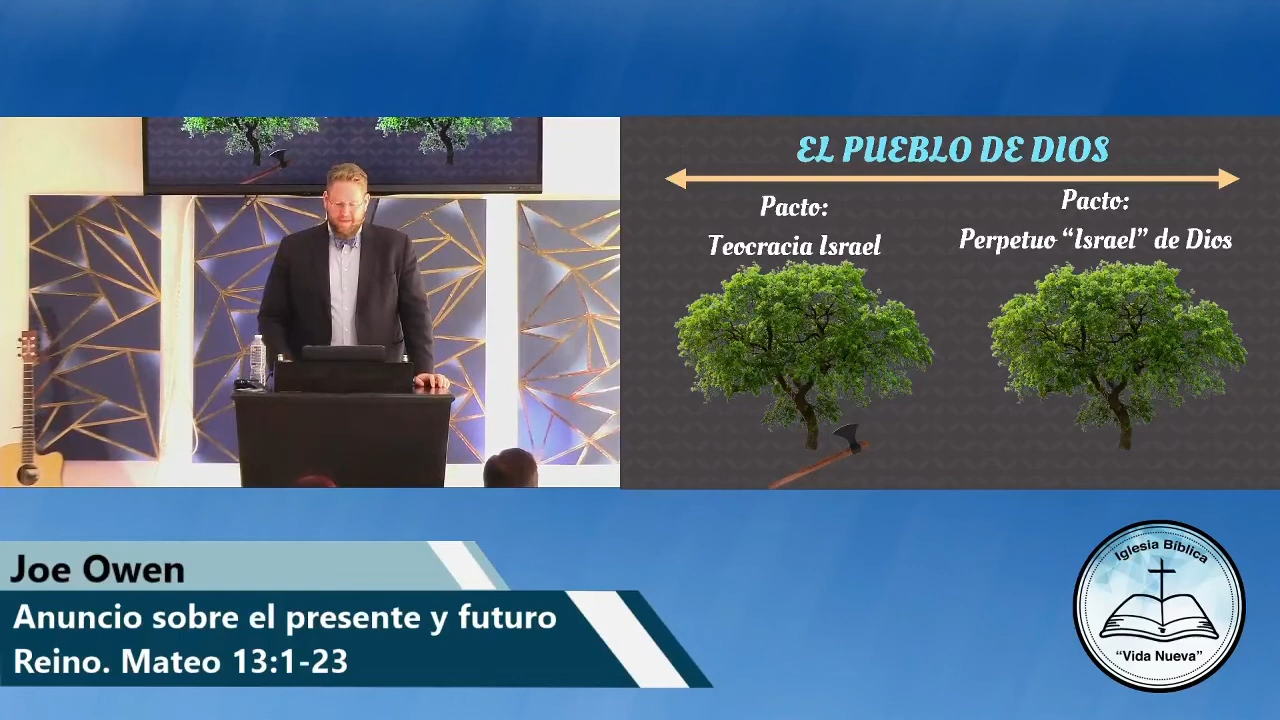 EL PUEBLO DE DIOS
Pacto:
Teocracia Israel
Pacto:
Perpetuo “Israel” de Dios
Joe Owen
Anuncio sobre el presente y futuro
Reino. Mateo 13:1-23
Iglesia Bíblica
“Vida Nueva”